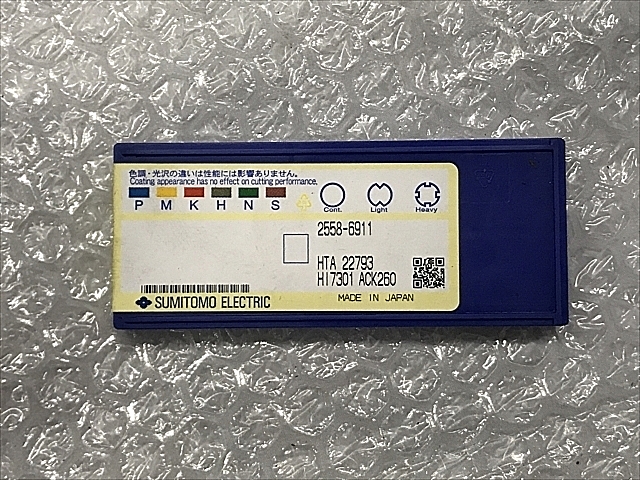 色調・光沢の違いは性能には影響ありません。
Coating appearance has no effect on cutting performance.
P M K H N S
Cont. Light Heavy
2558-6911
HTA 22793
HI7301 ACK260
SUMITOMO ELECTRIC
MADE IN JAPAN